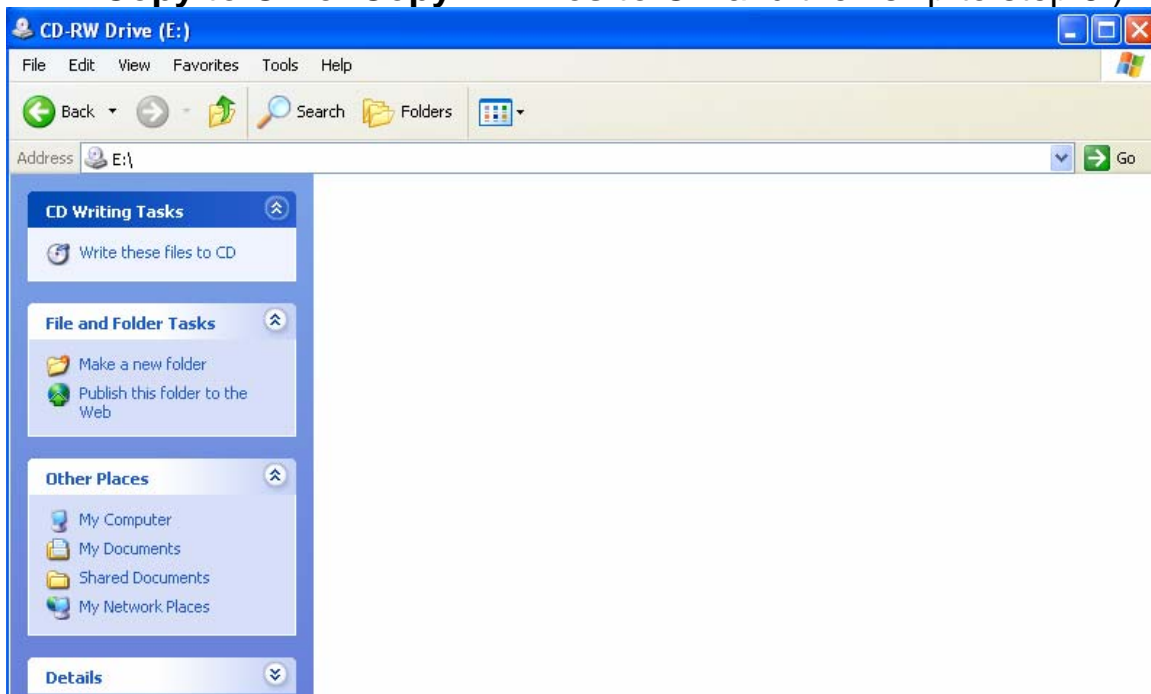 CD-RW Drive (E:)
File Edit View Favorites Tools Help
Back Search Folders
Address E:\ Go
CD Writing Tasks
Write these files to CD
File and Folder Tasks
Make a new folder
Publish this folder to the
Web
Other Places
My Computer
My Documents
Shared Documents
My Network Places
Details